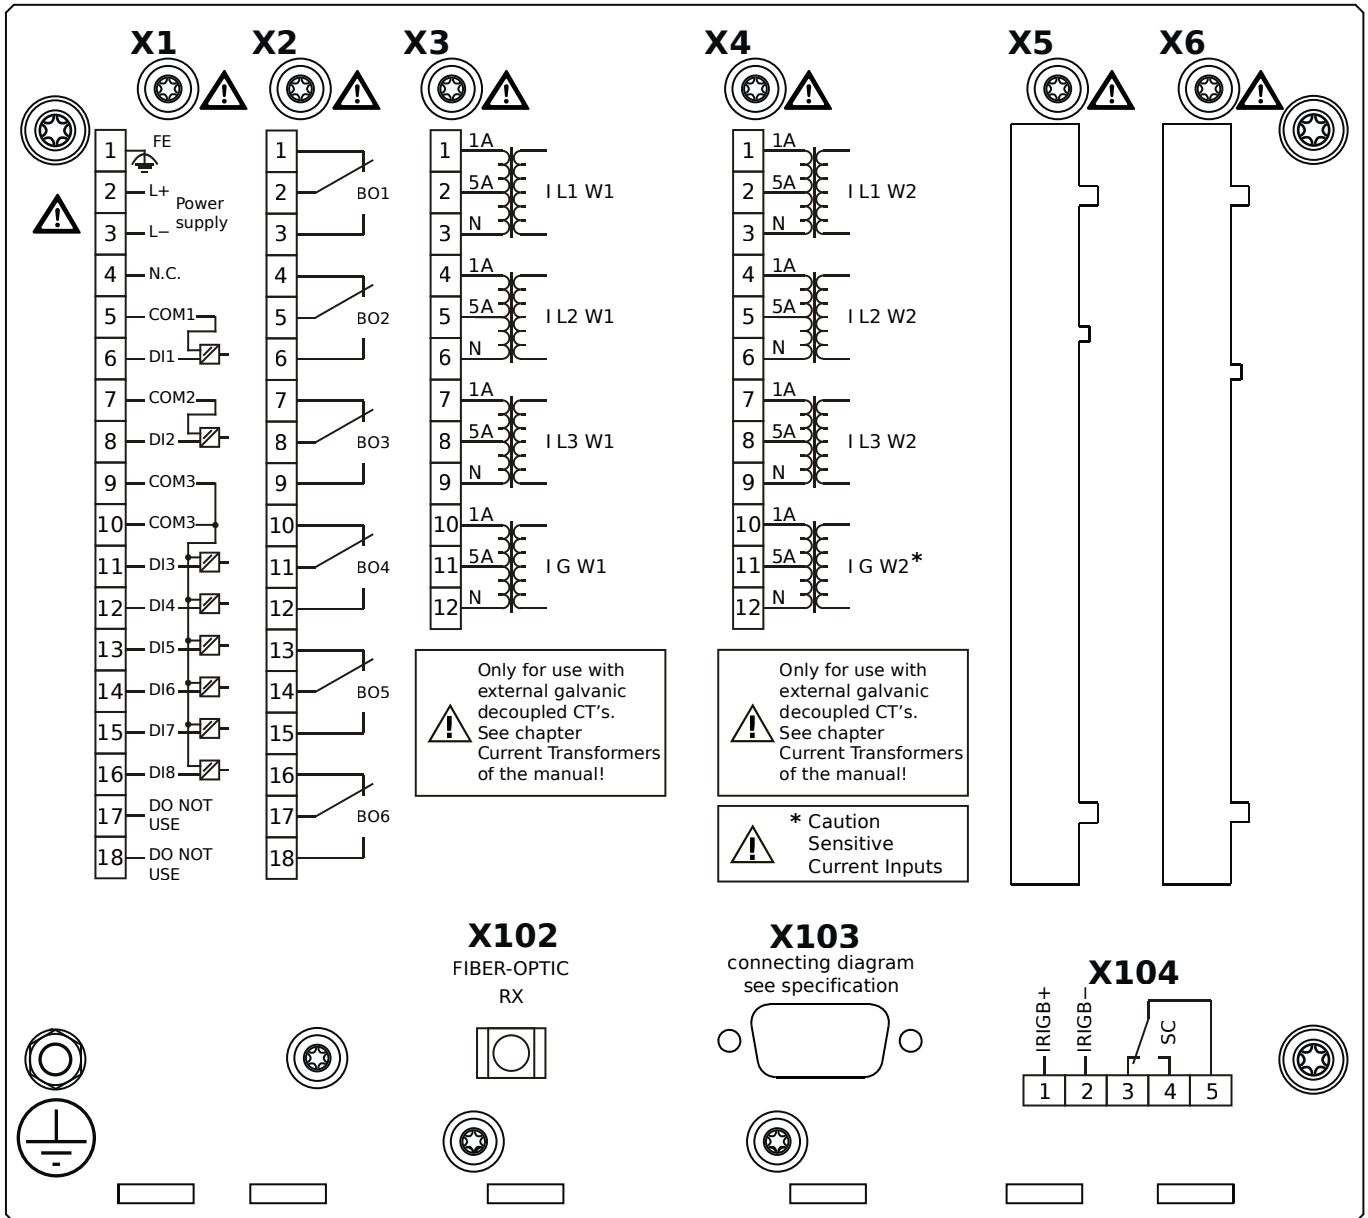 X1
X2
X3
X4
X5
X6
1 FE
2 L+
Power
supply
3 L−
4 N.C.
5 COM1
6 DI1
7 COM2
8 DI2
9 COM3
10 COM3
11 DI3
12 DI4
13 DI5
14 DI6
15 DI7
16 DI8
17 DO NOT
USE
18 DO NOT
USE
1
2 BO1
3
4
5 BO2
6
7
8 BO3
9
10
11 BO4
12
13
14 BO5
15
16
17 BO6
18
1 1A
2 5A I L1 W1
3 N
4 1A
5 5A I L2 W1
6 N
7 1A
8 5A I L3 W1
9 N
10 1A
11 5A I G W1
12 N
Only for use with
external galvanic
decoupled CT's.
See chapter
Current Transformers
of the manual!
1 1A
2 5A I L1 W2
3 N
4 1A
5 5A I L2 W2
6 N
7 1A
8 5A I L3 W2
9 N
10 1A
11 5A I G W2*
12 N
Only for use with
external galvanic
decoupled CT's.
See chapter
Current Transformers
of the manual!
* Caution
Sensitive
Current Inputs
X102
FIBER-OPTIC
RX
X103
connecting diagram
see specification
X104
IRIGB+
IRIGB−
SC
1 2 3 4 5